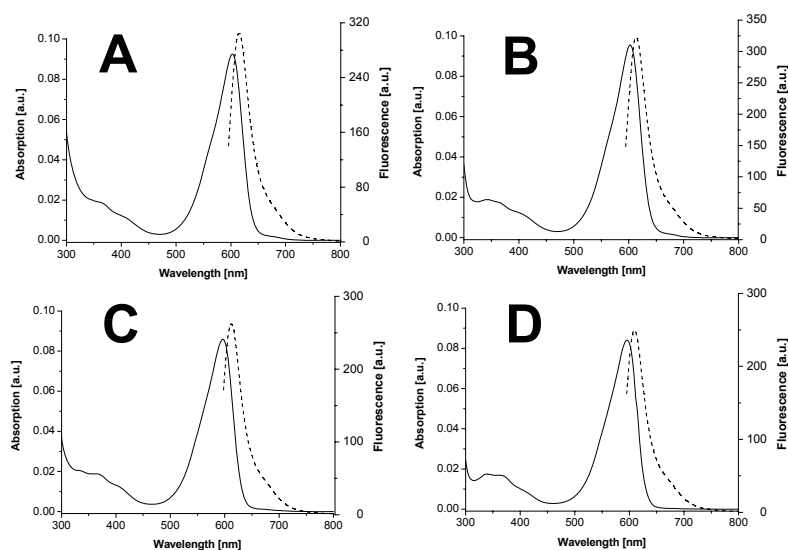 A
0.10
0.08
0.06
0.04
0.02
0.00
Absorption [a.u.]
320
240
160
80
0
Fluorescence [a.u.]
300 400 500 600 700 800
Wavelength [nm]
B
0.10
0.08
0.06
0.04
0.02
0.00
Absorption [a.u.]
350
300
250
200
150
100
50
0
Fluorescence [a.u.]
300 400 500 600 700 800
Wavelength [nm]
C
0.10
0.08
0.06
0.04
0.02
0.00
Absorption [a.u.]
300
200
100
0
Fluorescence [a.u.]
300 400 500 600 700 800
Wavelength [nm]
D
0.10
0.08
0.06
0.04
0.02
0.00
Absorption [a.u.]
300
200
100
0
Fluorescence [a.u.]
300 400 500 600 700 800
Wavelength [nm]